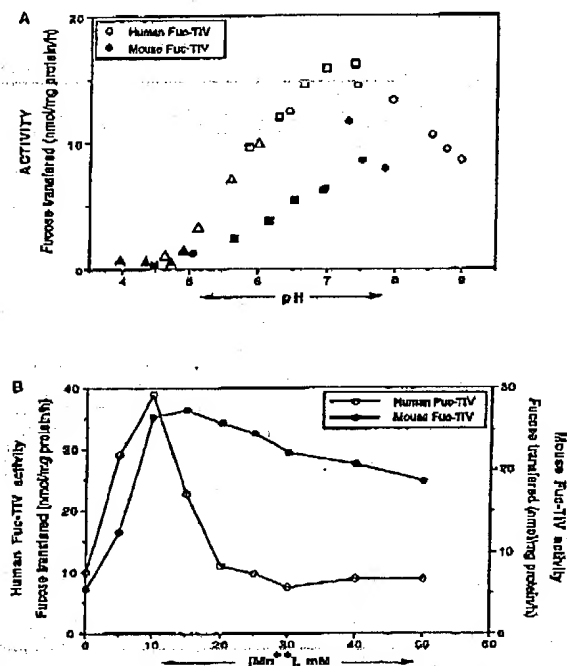 A
Human Fuc-TIV
Mouse Fuc-TIV
ACTIVITY
Fucose transferred (nmol/mg protein/h)
20
10
0
4 5 6 7 8 9
pH
B
Human Fuc-TIV
Mouse Fuc-TIV
Human Fuc-TIV activity
Fucose transferred [nmol/mg protein/h)
40
30
20
10
0
30
20
10
0
Mouse Fuc-TIV activity
Fucose transferred (nmol/mg protein/h)
0 10 20 30 40 50 60
[Mn++], mM